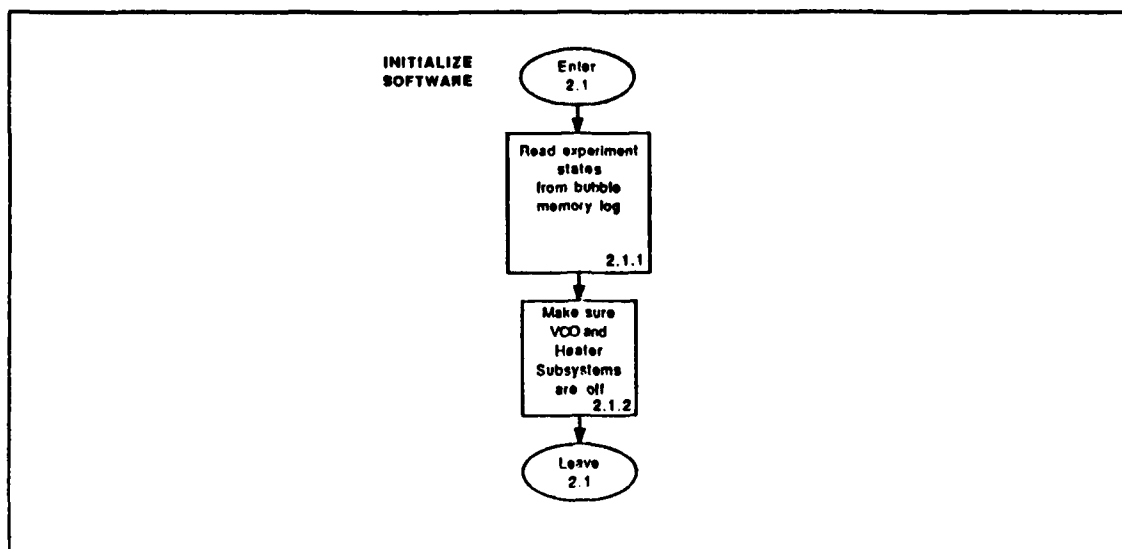 INITIALIZE
SOFTWARE
Enter
2.1
Read experiment
states
from bubble
memory log
2.1.1
Make sure
VCO and
Heater
Subsystems
are off
2.1.2
Leave
2.1